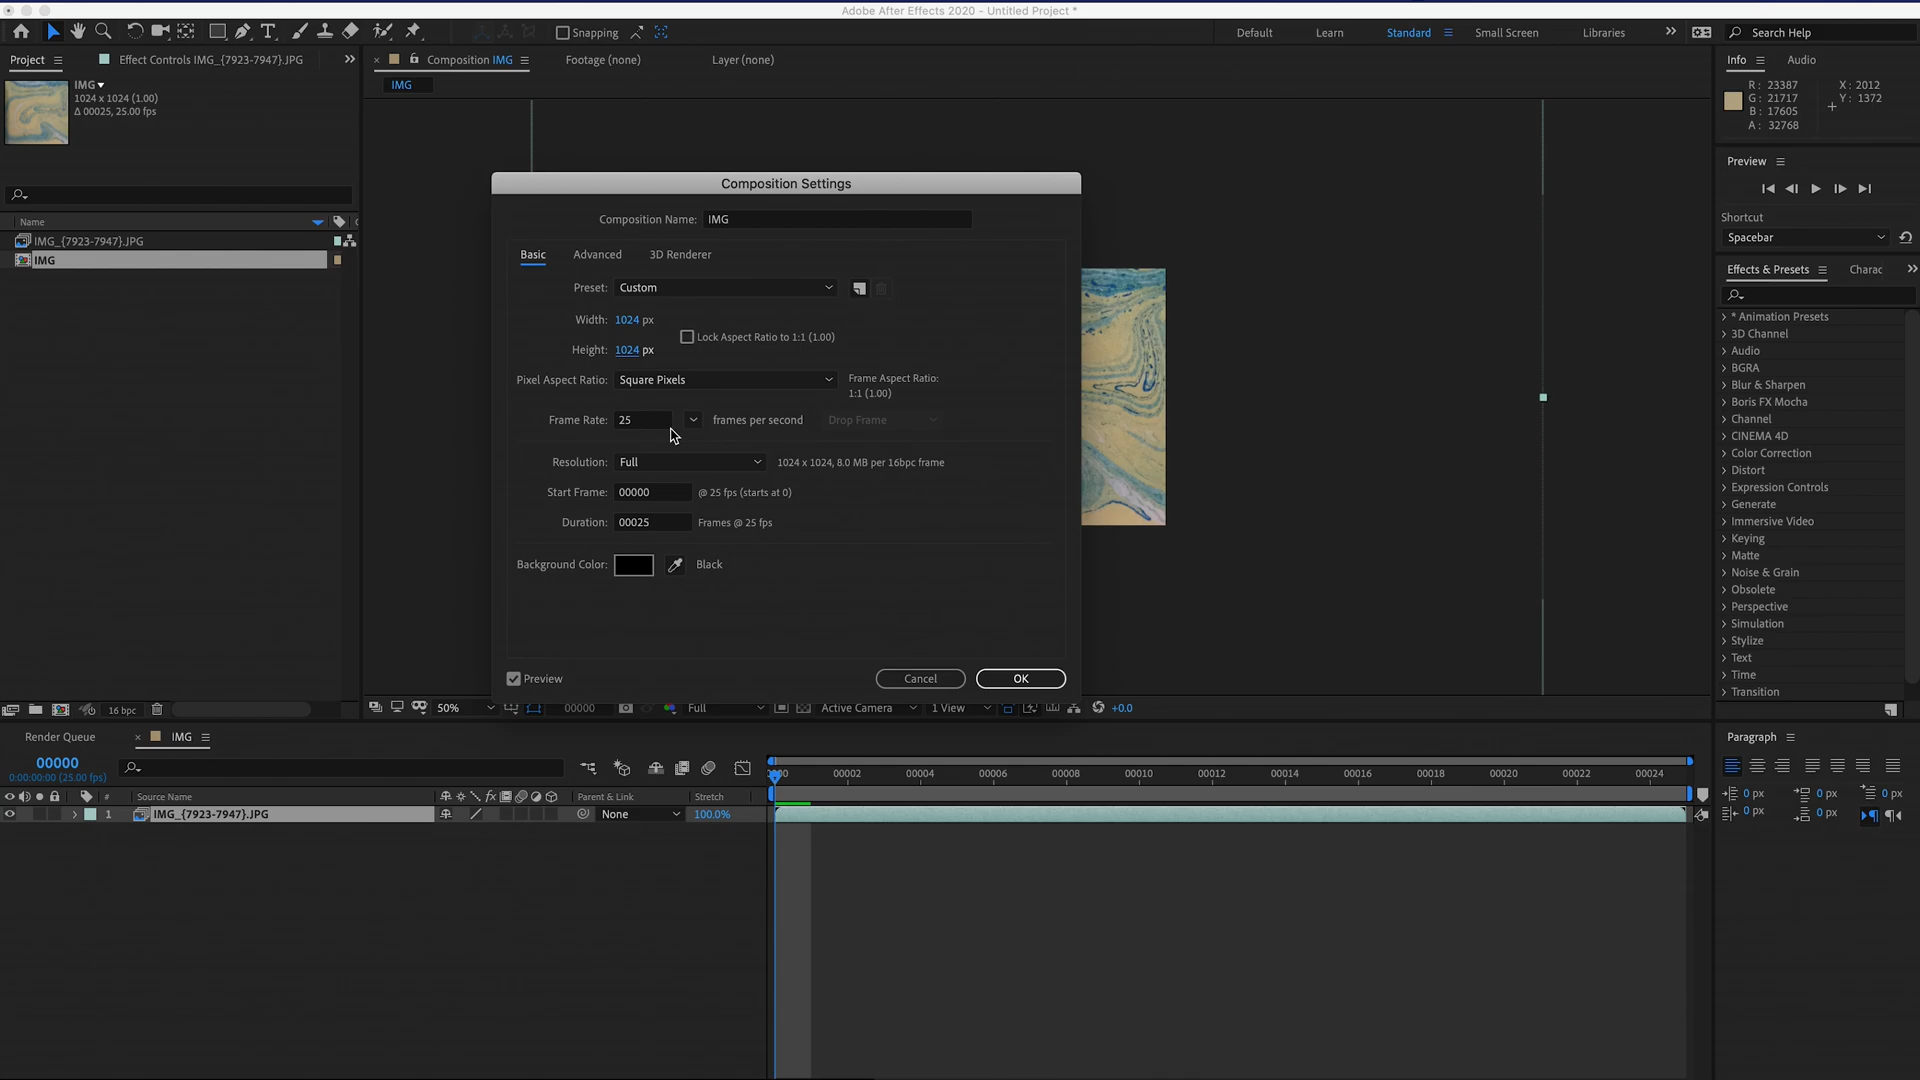 Adobe After Effects 2020 - Untitled Project *
Snapping
Default
Learn
Standard
Small Screen
Libraries
Search Help
Project
Effect Controls IMG_{7923-7947}.JPG
Composition IMG
Footage (none)
Layer (none)
Info
Audio
IMG
1024 x 1024 (1.00)
Δ 00025, 25.00 fps
IMG
R: 23387
G: 21717
B: 17605
A: 32768
X: 2012
Y: 1372
Preview
Shortcut
Spacebar
Name
IMG_{7923-7947}.JPG
IMG
Composition Settings
Composition Name: IMG
Basic
Advanced
3D Renderer
Preset: Custom
Width: 1024 px
Lock Aspect Ratio to 1:1 (1.00)
Height: 1024 px
Pixel Aspect Ratio: Square Pixels
Frame Aspect Ratio:
1:1 (1.00)
Frame Rate: 25
frames per second
Drop Frame
Resolution: Full
1024 x 1024, 8.0 MB per 16bpc frame
Start Frame: 00000
@ 25 fps (starts at 0)
Duration: 00025
Frames @ 25 fps
Background Color:
Black
Preview
Cancel
OK
Effects & Presets
Charac
* Animation Presets
3D Channel
Audio
BGRA
Blur & Sharpen
Boris FX Mocha
Channel
CINEMA 4D
Color Correction
Distort
Expression Controls
Generate
Immersive Video
Keying
Matte
Noise & Grain
Obsolete
Perspective
Simulation
Stylize
Text
Time
Transition
16 bpc
50%
00000
Full
Active Camera
1 View
+0.0
Render Queue
IMG
Paragraph
00000
0:00:00:00 (25.00 fps)
00002
00004
00006
00008
00010
00012
00014
00016
00018
00020
00022
00024
#
Source Name
fx
Parent & Link
Stretch
1
IMG_{7923-7947}.JPG
None
100.0%
0 px
0 px
0 px
0 px
0 px